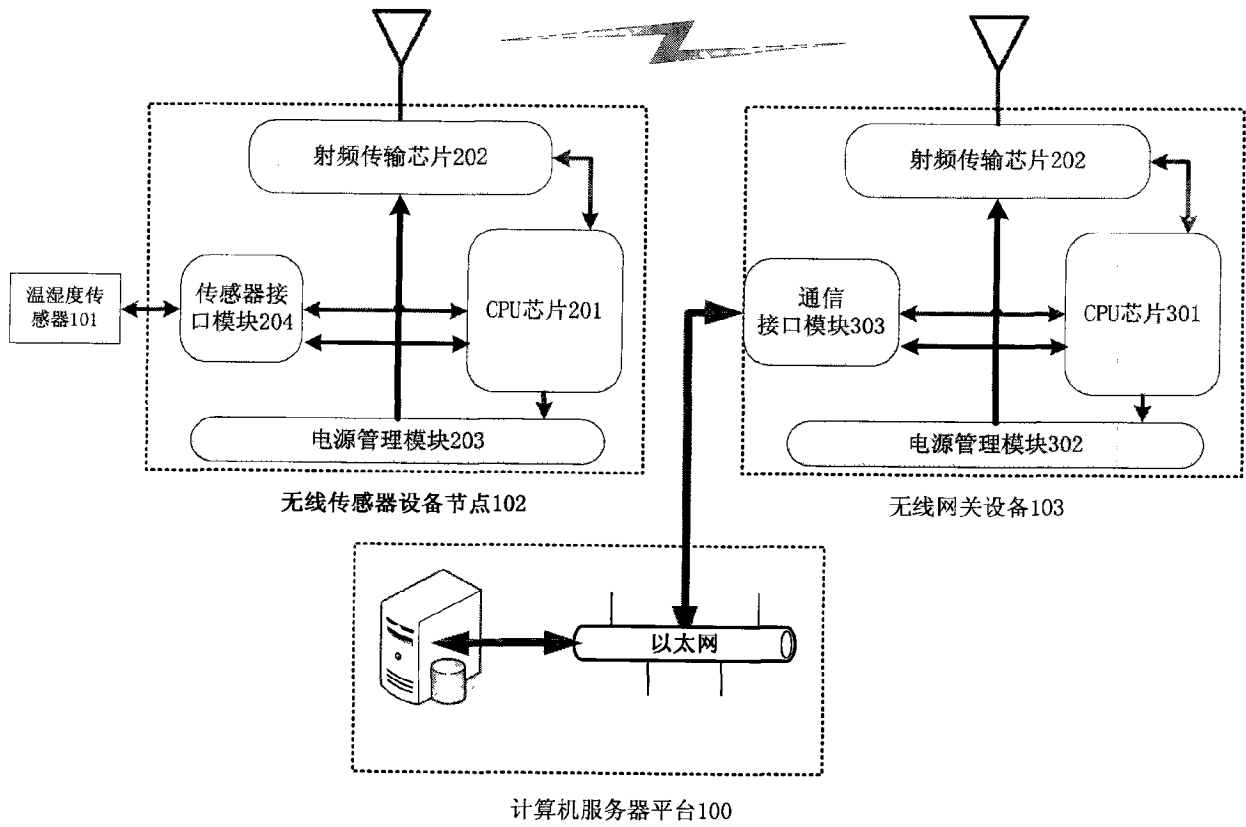 射频传输芯片202
射频传输芯片202
温湿度传
感器101
传感器接
口模块204
CPU芯片201
通信
接口模块303
CPU芯片301
电源管理模块203
电源管理模块302
无线传感器设备节点102
无线网关设备103
以太网
计算机服务器平台100